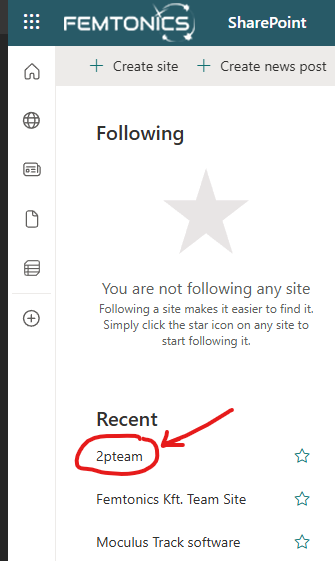 FEMTONICS
SharePoint
+ Create site + Create news post
Following
You are not following any site
Following a site makes it easier to find it.
Simply click the star icon on any site to
start following it.
Recent
2pteam
Femtonics Kft. Team Site
Moculus Track software